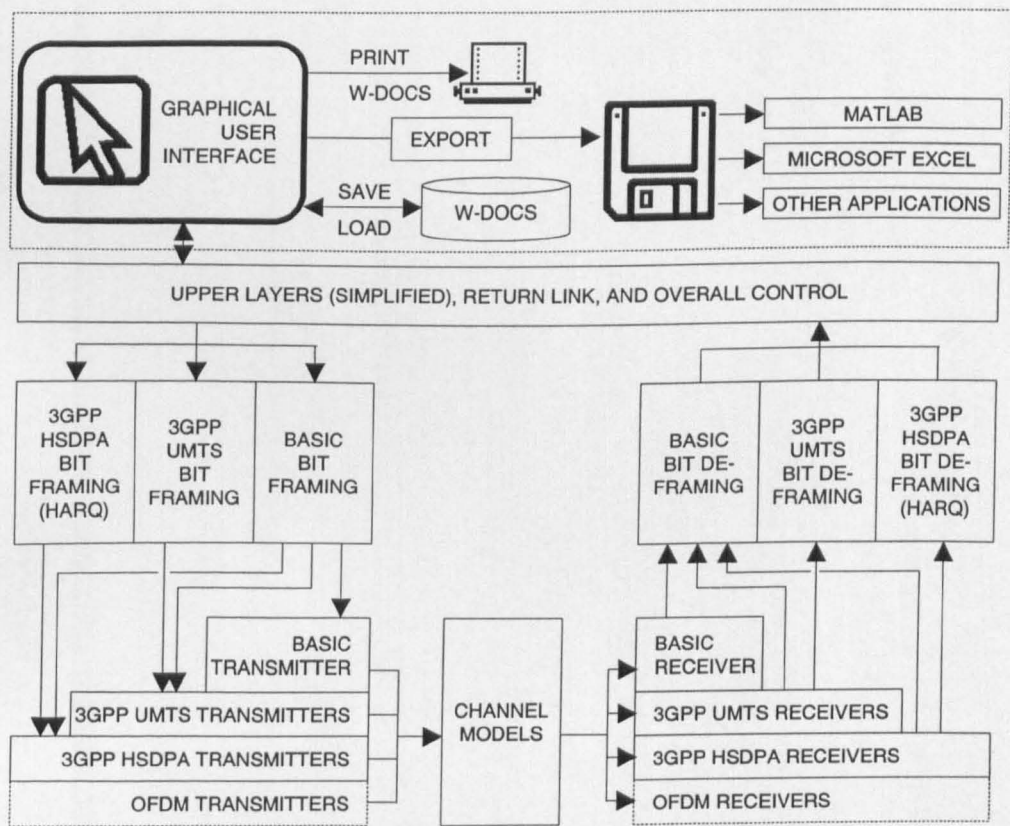 PRINT
W-DOCS
GRAPHICAL
USER
INTERFACE
EXPORT
SAVE
LOAD
W-DOCS
MATLAB
MICROSOFT EXCEL
OTHER APPLICATIONS
UPPER LAYERS (SIMPLIFIED), RETURN LINK, AND OVERALL CONTROL
3GPP
HSDPA
BIT
FRAMING
(HARQ)
3GPP
UMTS
BIT
FRAMING
BASIC
BIT
FRAMING
BASIC
BIT DE-
FRAMING
3GPP
UMTS
BIT DE-
FRAMING
3GPP
HSDPA
BIT DE-
FRAMING
(HARQ)
BASIC
TRANSMITTER
3GPP UMTS TRANSMITTERS
3GPP HSDPA TRANSMITTERS
OFDM TRANSMITTERS
CHANNEL
MODELS
BASIC
RECEIVER
3GPP UMTS RECEIVERS
3GPP HSDPA RECEIVERS
OFDM RECEIVERS